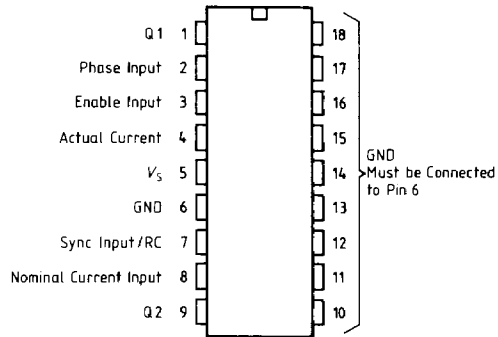 Q1 1
Phase Input 2
Enable Input 3
Actual Current 4
VS 5
GND 6
Sync Input/RC 7
Nominal Current Input 8
Q2 9
18
17
16
15
14
13
12
11
10
GND
Must be Connected
to Pin 6